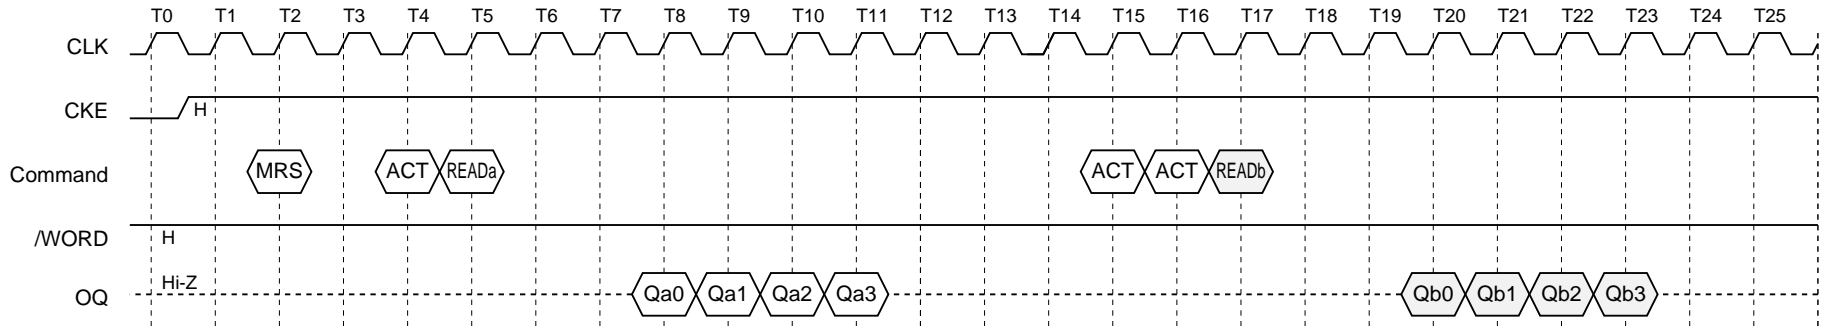 T0 T1 T2 T3 T4 T5 T6 T7 T8 T9 T10 T11 T12 T13 T14 T15 T16 T17 T18 T19 T20 T21 T22 T23 T24 T25
CLK
CKE H
Command MRS ACT READa ACT ACT READb
/WORD H
OQ Hi-Z Qa0 Qa1 Qa2 Qa3 Qb0 Qb1 Qb2 Qb3